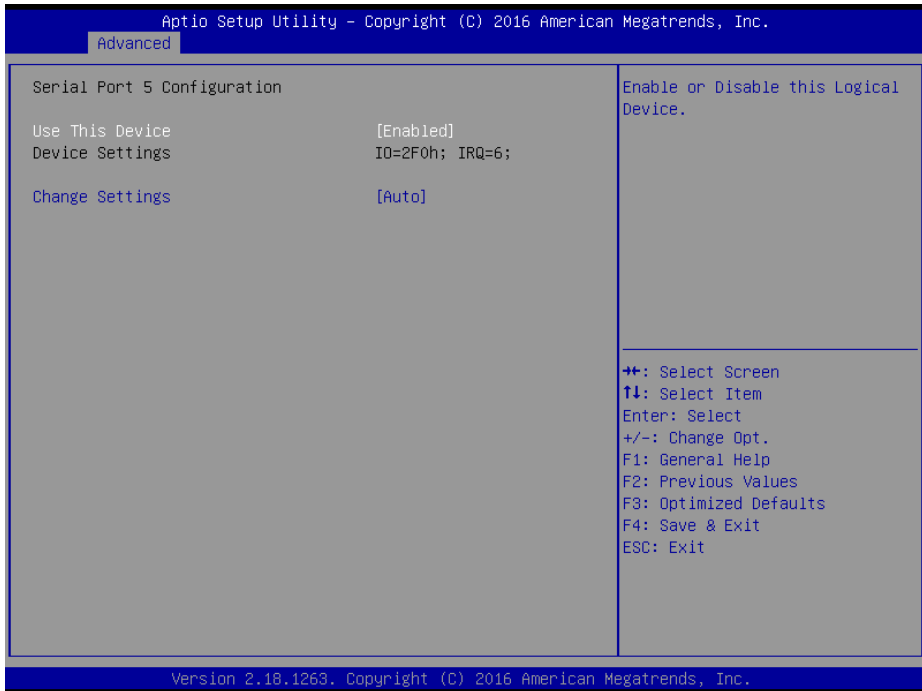 Aptio Setup Utility – Copyright (C) 2016 American Megatrends, Inc.
Advanced
Serial Port 5 Configuration
Use This Device [Enabled]
Device Settings IO=2F0h; IRQ=6;
Change Settings [Auto]
Enable or Disable this Logical
Device.
→←: Select Screen
↑↓: Select Item
Enter: Select
+/-: Change Opt.
F1: General Help
F2: Previous Values
F3: Optimized Defaults
F4: Save & Exit
ESC: Exit
Version 2.18.1263. Copyright (C) 2016 American Megatrends, Inc.